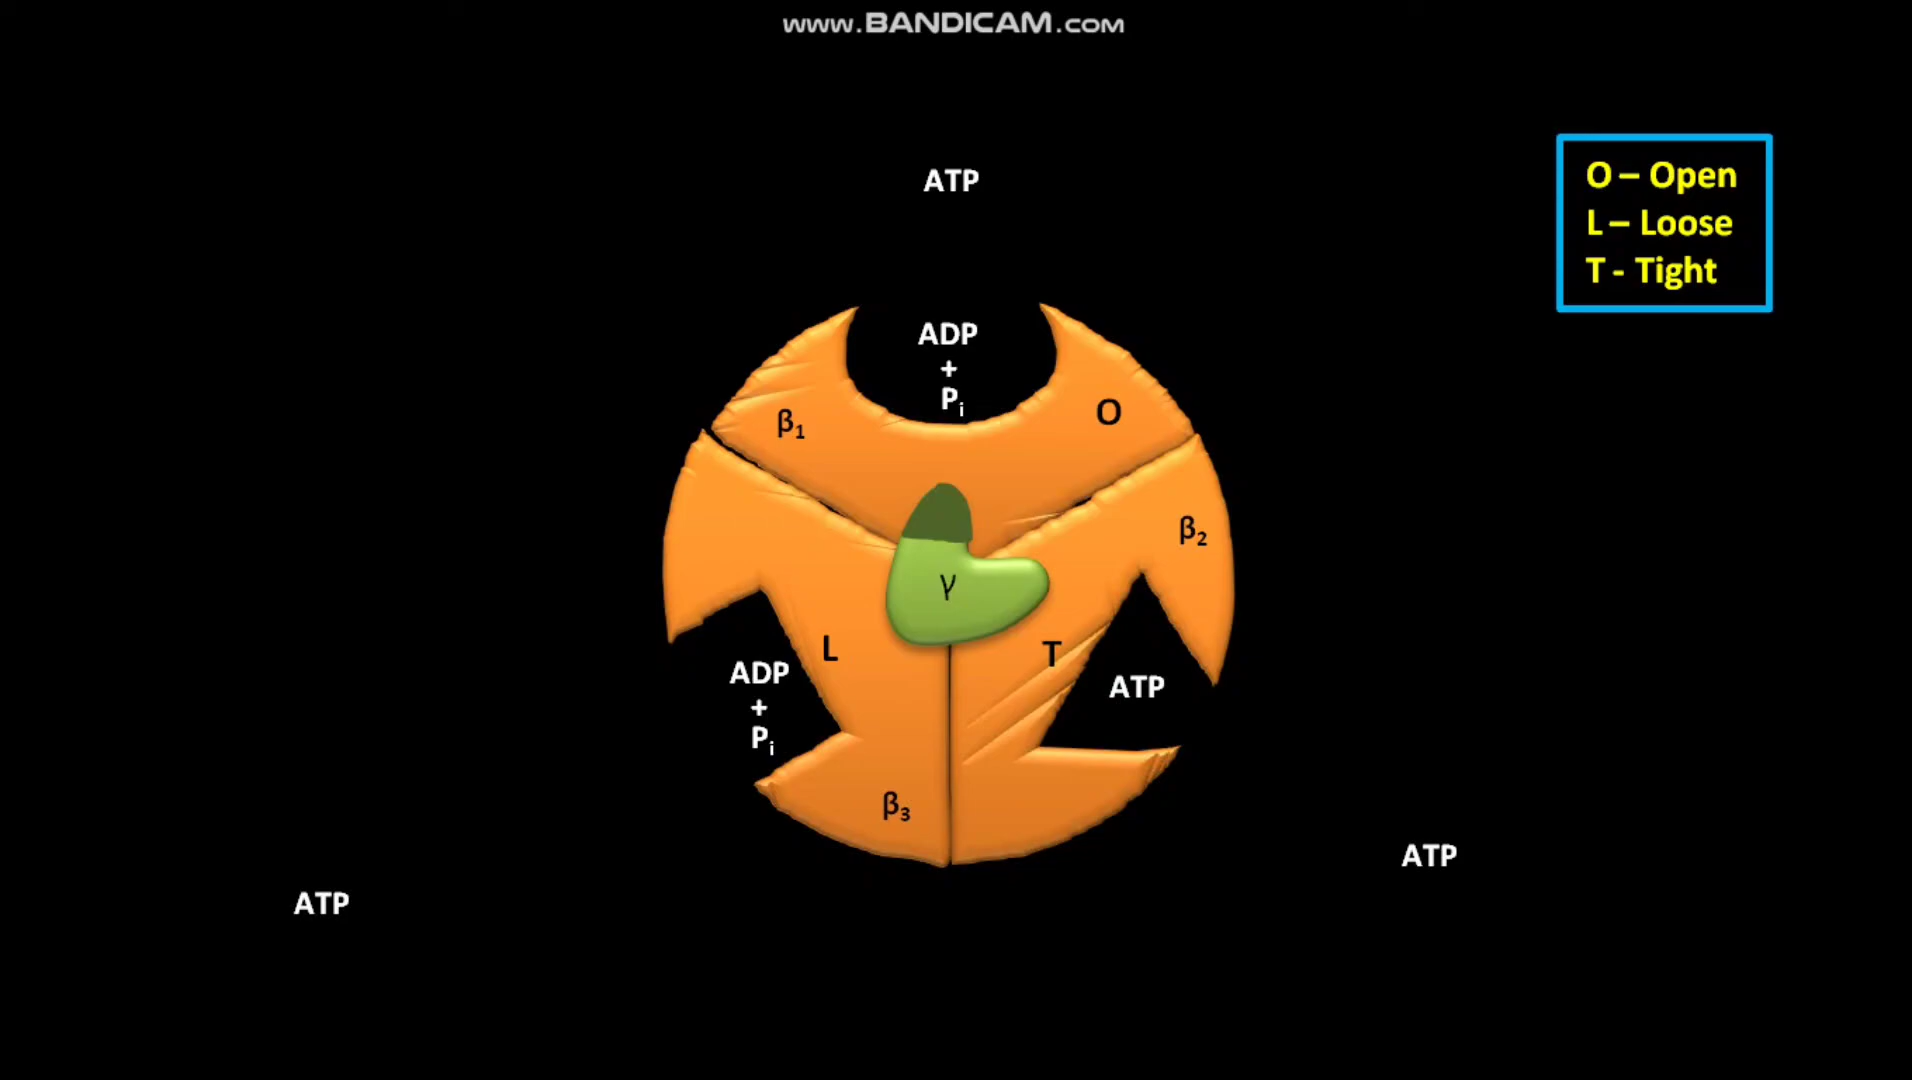 www.BANDICAM.com
ATP
O – Open
L – Loose
T - Tight
ADP
+
Pi
β1
O
β2
γ
L
T
ADP
+
Pi
ATP
β3
ATP
ATP